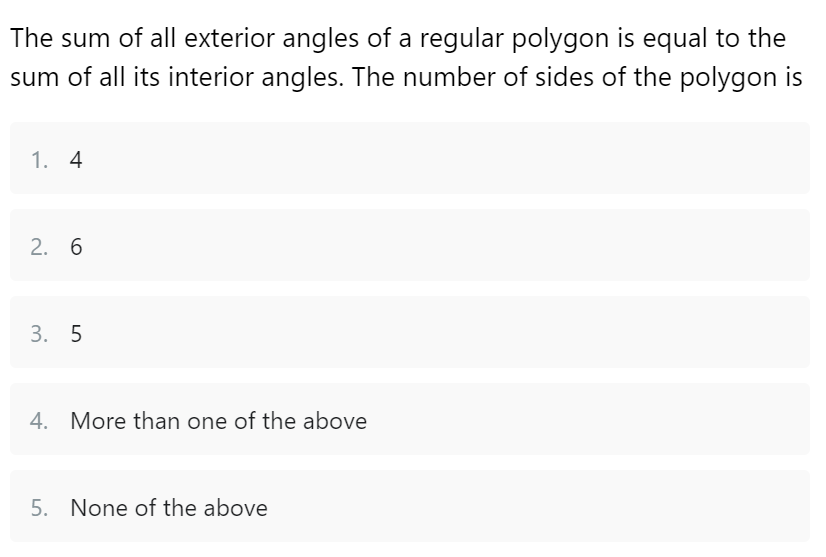 The sum of all exterior angles of a regular polygon is equal to the
sum of all its interior angles. The number of sides of the polygon is
1. 4
2. 6
3. 5
4. More than one of the above
5. None of the above